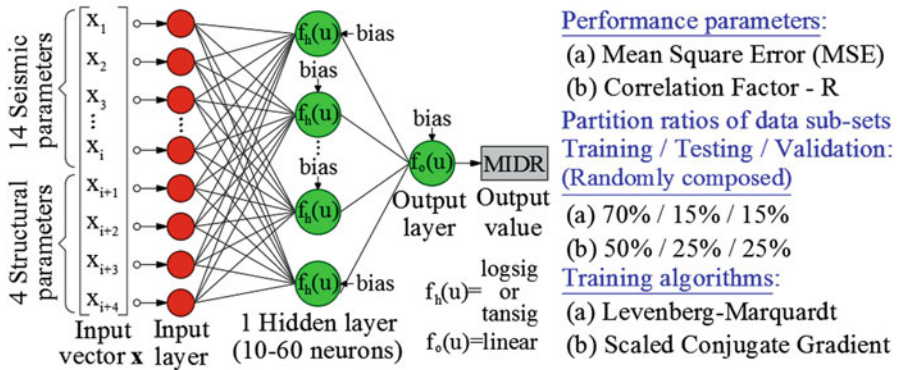 14 Seismic
parameters
4 Structural
parameters
x₁
x₂
x₃
...
xᵢ
xᵢ₊₁
xᵢ₊₂
xᵢ₊₃
xᵢ₊₄
Input
vector x
Input
layer
fₕ(u)
bias
bias
fₕ(u)
bias
fₕ(u)
fₕ(u)
bias
1 Hidden layer
(10-60 neurons)
bias
fₒ(u)
Output
layer
MIDR
Output
value
fₕ(u)= logsig
or
tansig
fₒ(u)=linear
Performance parameters:
(a) Mean Square Error (MSE)
(b) Correlation Factor - R
Partition ratios of data sub-sets
Training / Testing / Validation:
(Randomly composed)
(a) 70% / 15% / 15%
(b) 50% / 25% / 25%
Training algorithms:
(a) Levenberg-Marquardt
(b) Scaled Conjugate Gradient